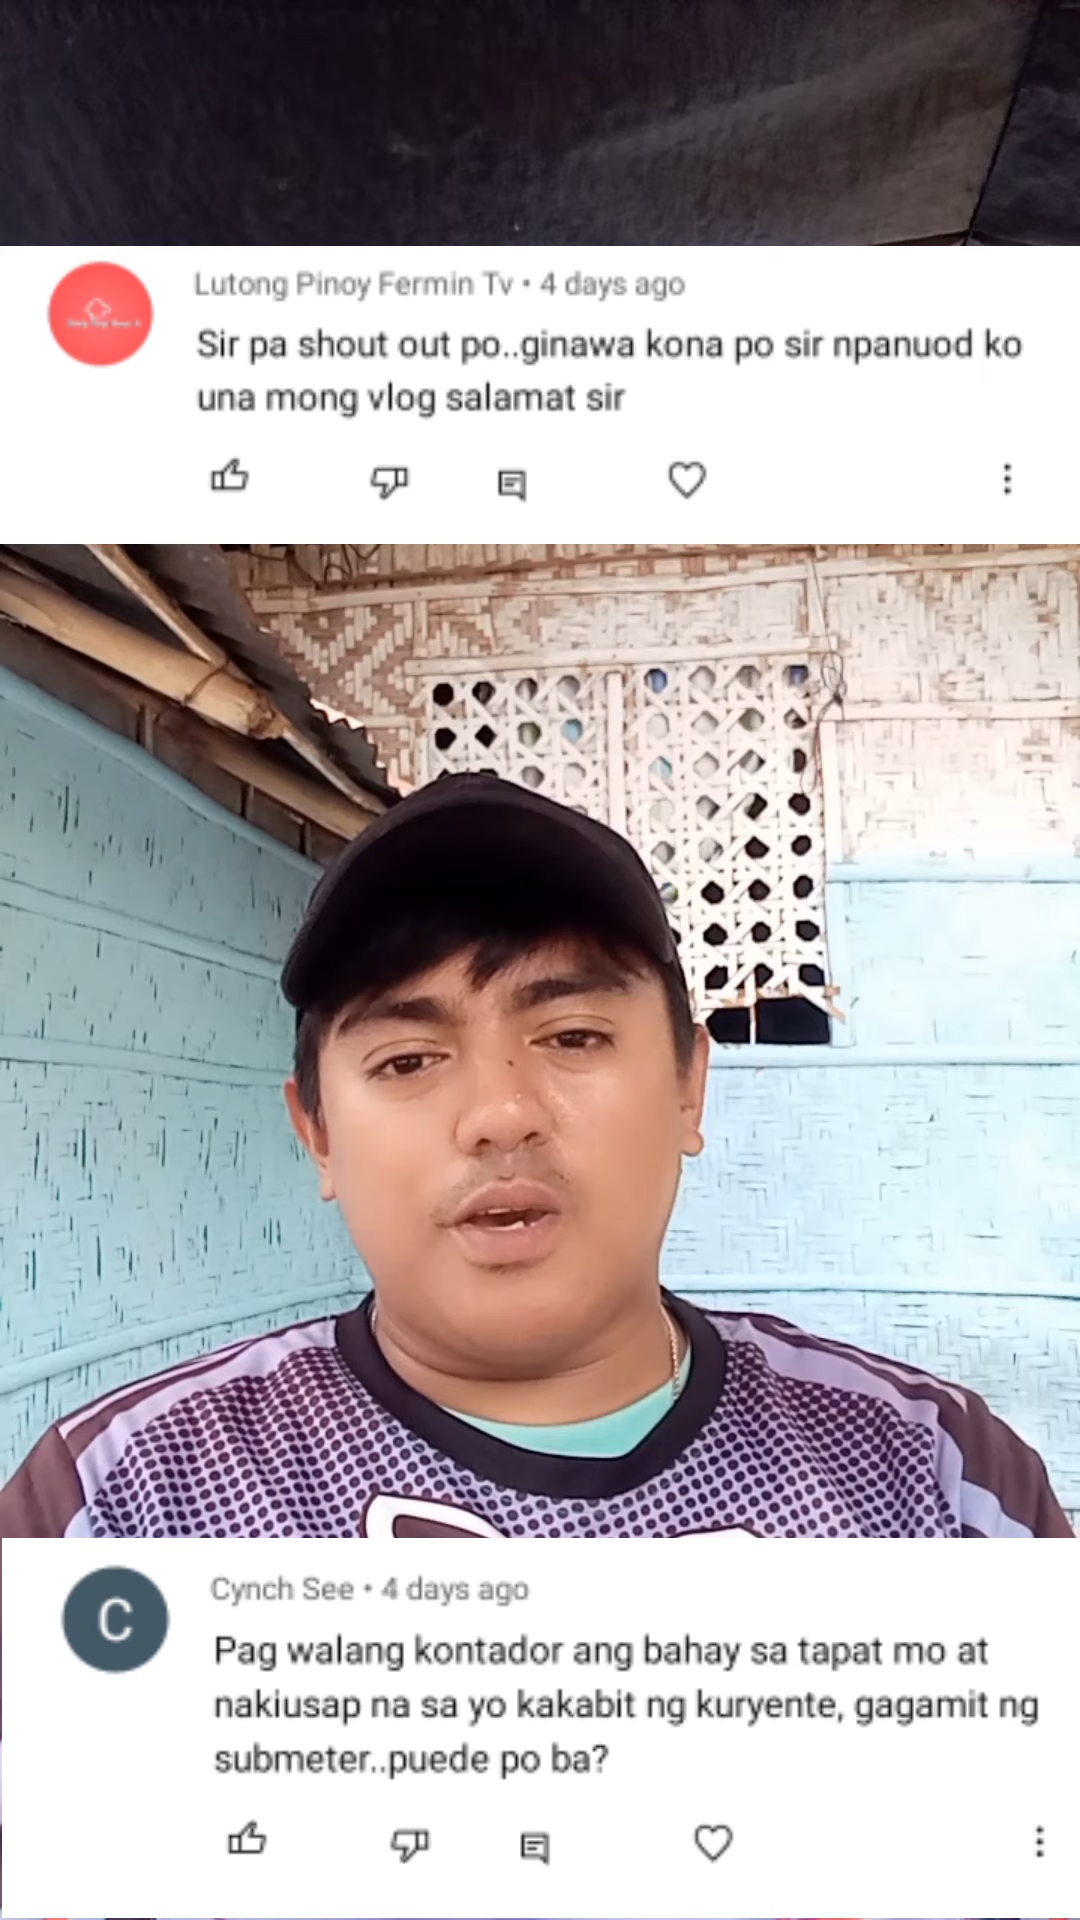 Lutong Pinoy Fermin Tv • 4 days ago
Sir pa shout out po..ginawa kona po sir npanuod ko
una mong vlog salamat sir
C
Cynch See • 4 days ago
Pag walang kontador ang bahay sa tapat mo at
nakiusap na sa yo kakabit ng kuryente, gagamit ng
submeter..puede po ba?